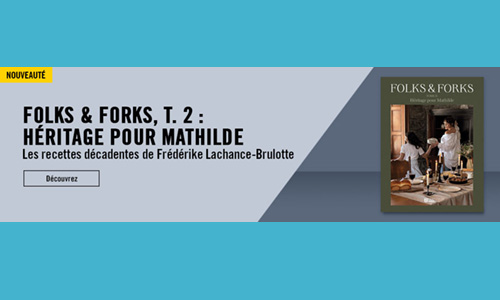 NOUVEAUTÉ
FOLKS & FORKS, T. 2 :
HÉRITAGE POUR MATHILDE
Les recettes décadentes de Frédérike Lachance-Brulotte
Découvrez
FOLKS & FORKS
Héritage pour Mathilde